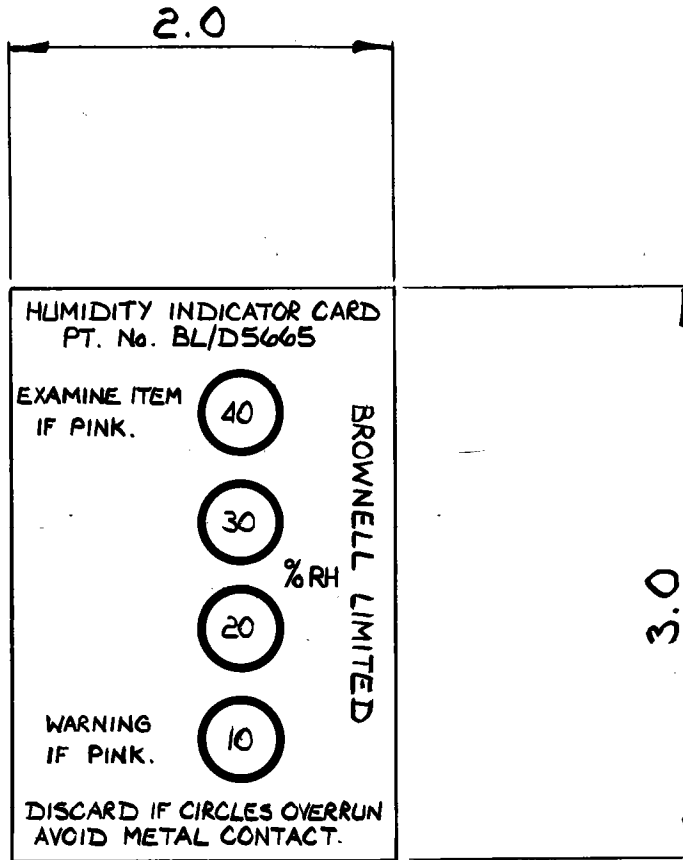 2.0
HUMIDITY INDICATOR CARD
PT. No. BL/D5665
EXAMINE ITEM
IF PINK.
40
30
%RH
20
WARNING
IF PINK.
10
BROWNELL LIMITED
DISCARD IF CIRCLES OVERRUN
AVOID METAL CONTACT.
3.0